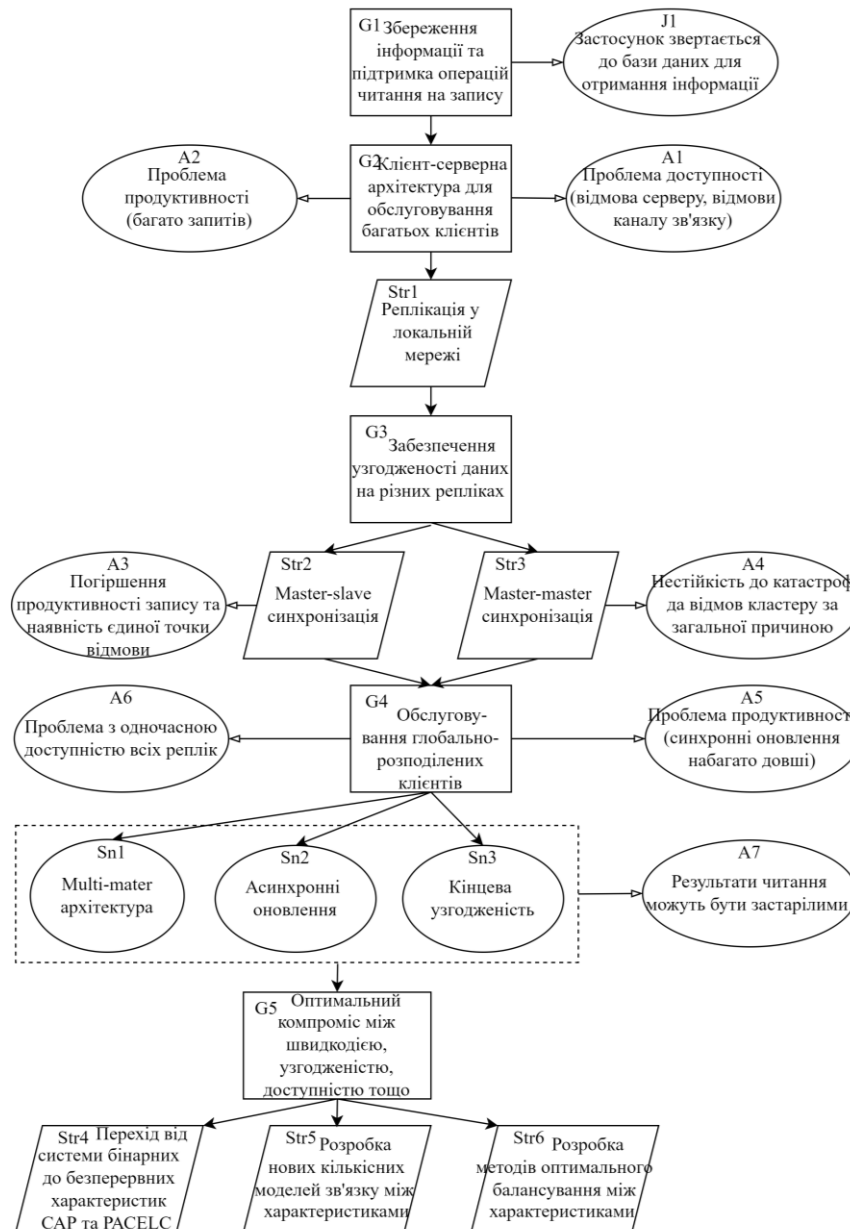 G1 Збереження
інформації та
підтримка операцій
читання на запису
J1
Застосунок звертається
до бази даних для
отримання інформації
A2
Проблема
продуктивності
(багато запитів)
G2 Клієнт-серверна
архітектура для
обслуговування
багатьох клієнтів
A1
Проблема доступності
(відмова серверу, відмови
каналу зв'язку)
Str1
Реплікація у
локальній
мережі
G3
Забезпечення
узгодженості даних
на різних репліках
A3
Погіршення
продуктивності запису та
наявність єдиної точки
відмови
Str2
Master-slave
синхронізація
Str3
Master-master
синхронізація
A4
Нестійкість до катастроф
да відмов кластеру за
загальної причиною
A6
Проблема з одночасною
доступністю всіх реплік
G4
Обслугову-
вування глобально-
розподілених
клієнтів
A5
Проблема продуктивності
(синхронні оновлення
набагато довші)
Sn1
Multi-mater
архітектура
Sn2
Асинхронні
оновлення
Sn3
Кінцева
узгодженість
A7
Результати читання
можуть бути застарілими
G5 Оптимальний
компроміс між
швидкодією,
узгодженістю,
доступністю тощо
Str4 Перехід від
системи бінарних
до безперервних
характеристик
CAP та PACELC
Str5 Розробка
нових кількісних
моделей зв'язку між
характеристиками
Str6 Розробка
методів оптимального
балансування між
характеристиками